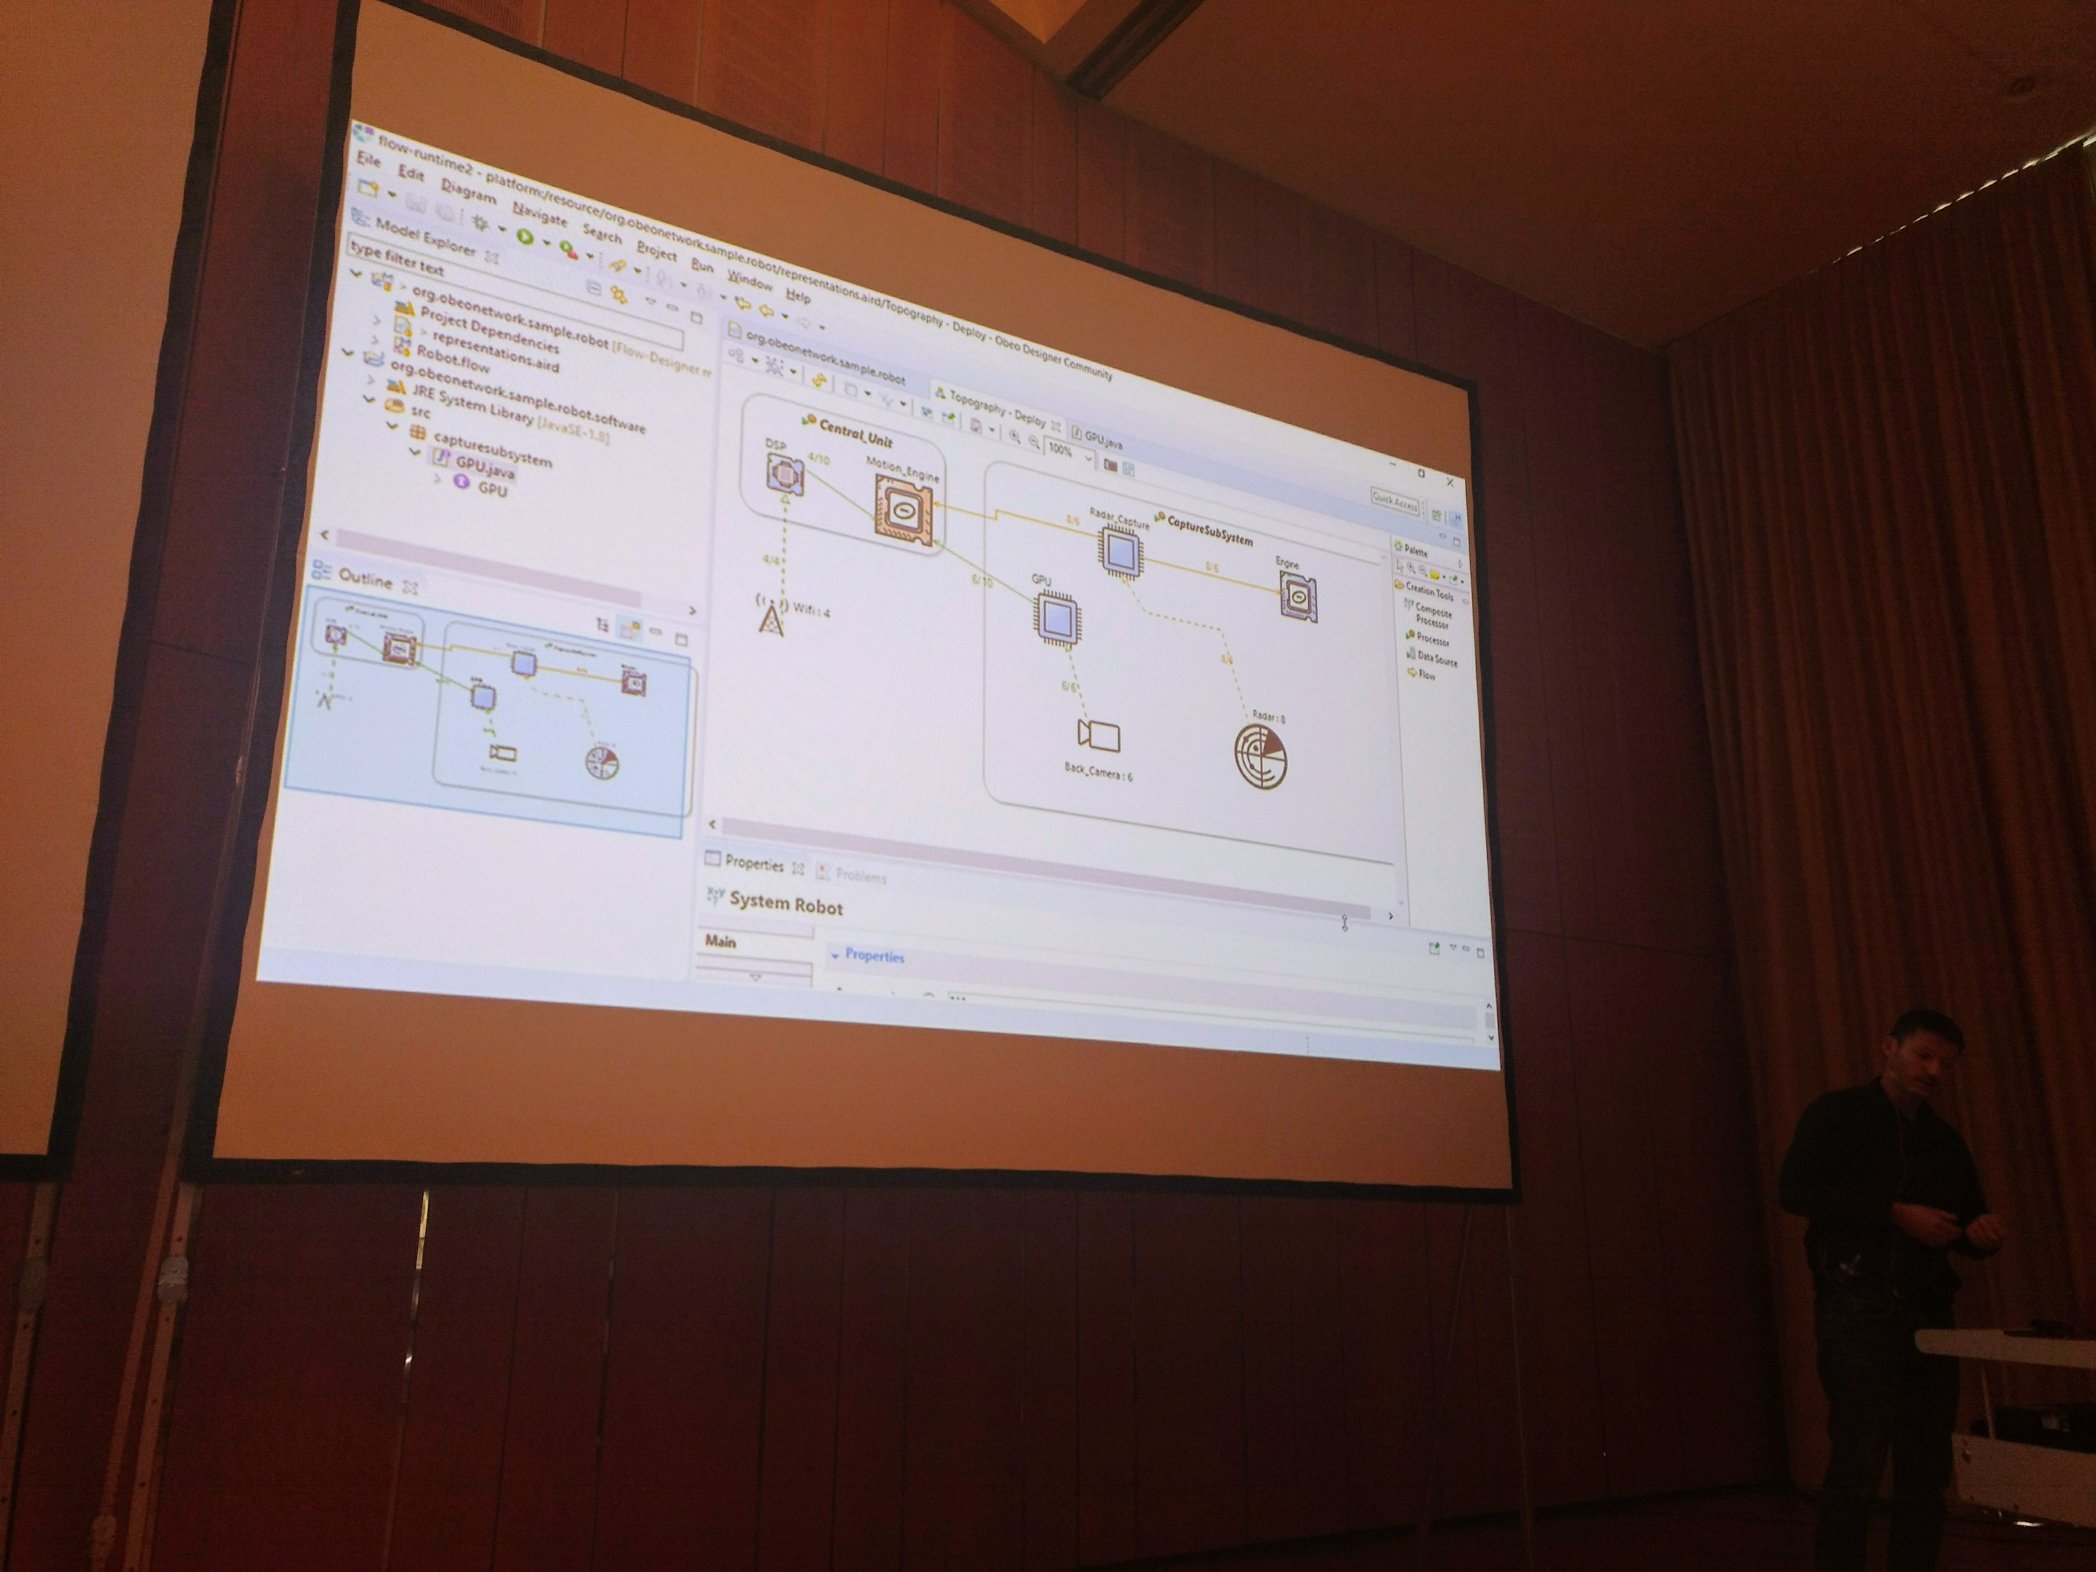 flow-runtime2 - platform:/resource/org.obeonetwork.sample.robot/representations.aird/Topography - Deploy - Obeo Designer Community
File Edit Diagram Navigate Search Project Run Window Help
Quick Access
Model Explorer
type filter text
> org.obeonetwork.sample.robot [Flow-Designer m
Project Dependencies
> representations.aird
Robot.flow
org.obeonetwork.sample.robot.software
JRE System Library [JavaSE-1.8]
src
capturesubsystem
GPU.java
GPU
Outline
org.obeonetwork.sample.robot
Topography - Deploy
GPU.java
100%
Central_Unit
DSP
4/10
Motion_Engine
4/4
Wifi : 4
6/10
CaptureSubSystem
Radar_Capture
0/6
0/6
Engine
GPU
6/6
Back_Camera : 6
Radar : 0
Palette
Creation Tools
Composite
Processor
Processor
Data Source
Flow
Properties
Problems
System Robot
Main
Properties